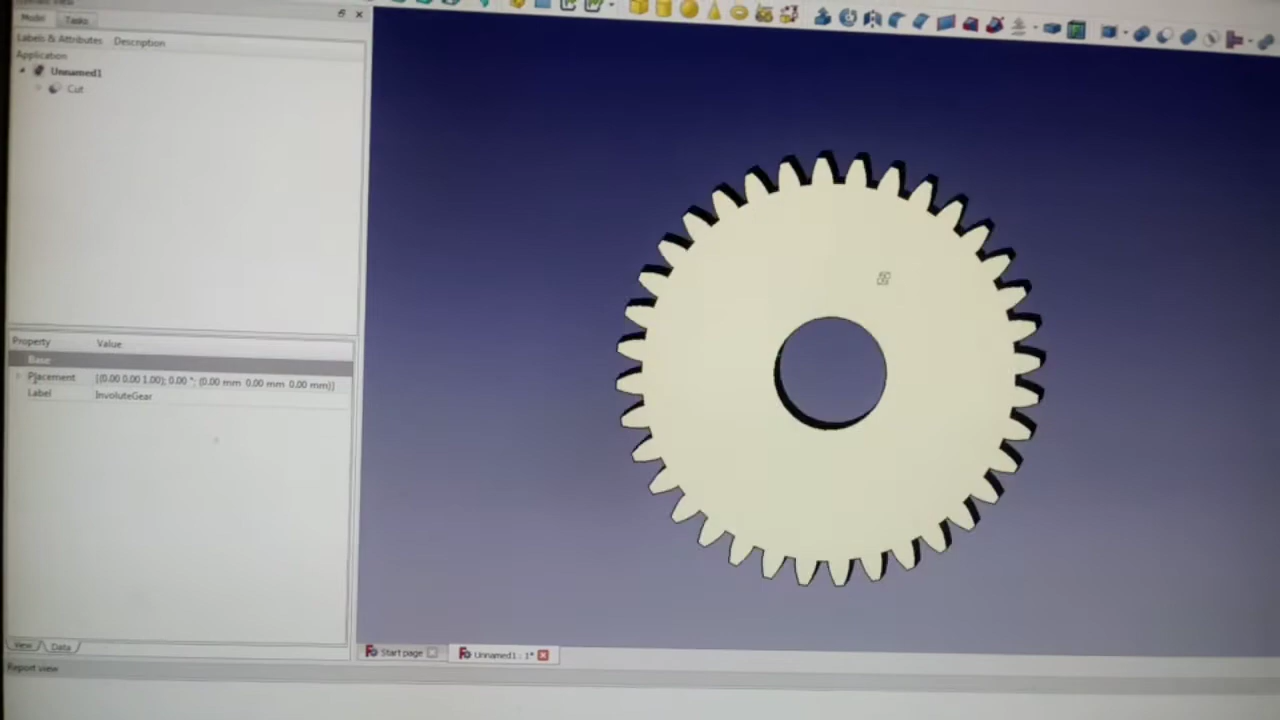 Model Tasks
Labels & Attributes Description
Application
Unnamed1
Cut
Property Value
Base
Placement [(0.00 0.00 1.00); 0.00 °; (0.00 mm 0.00 mm 0.00 mm)]
Label InvoluteGear
View Data
Start page Unnamed1 : 1*
Report view